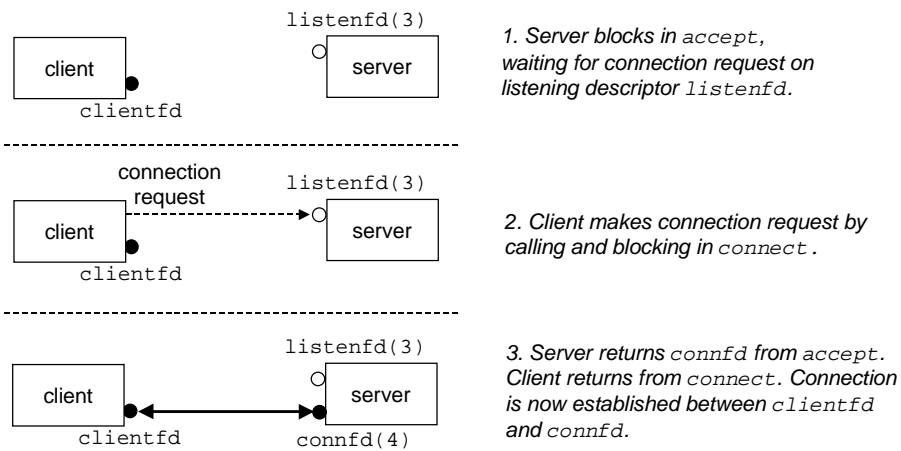 listenfd(3)
client
server
clientfd
1. Server blocks in accept,
waiting for connection request on
listening descriptor listenfd.
connection
request
listenfd(3)
client
server
clientfd
2. Client makes connection request by
calling and blocking in connect.
listenfd(3)
client
server
clientfd
connfd(4)
3. Server returns connfd from accept.
Client returns from connect. Connection
is now established between clientfd
and connfd.